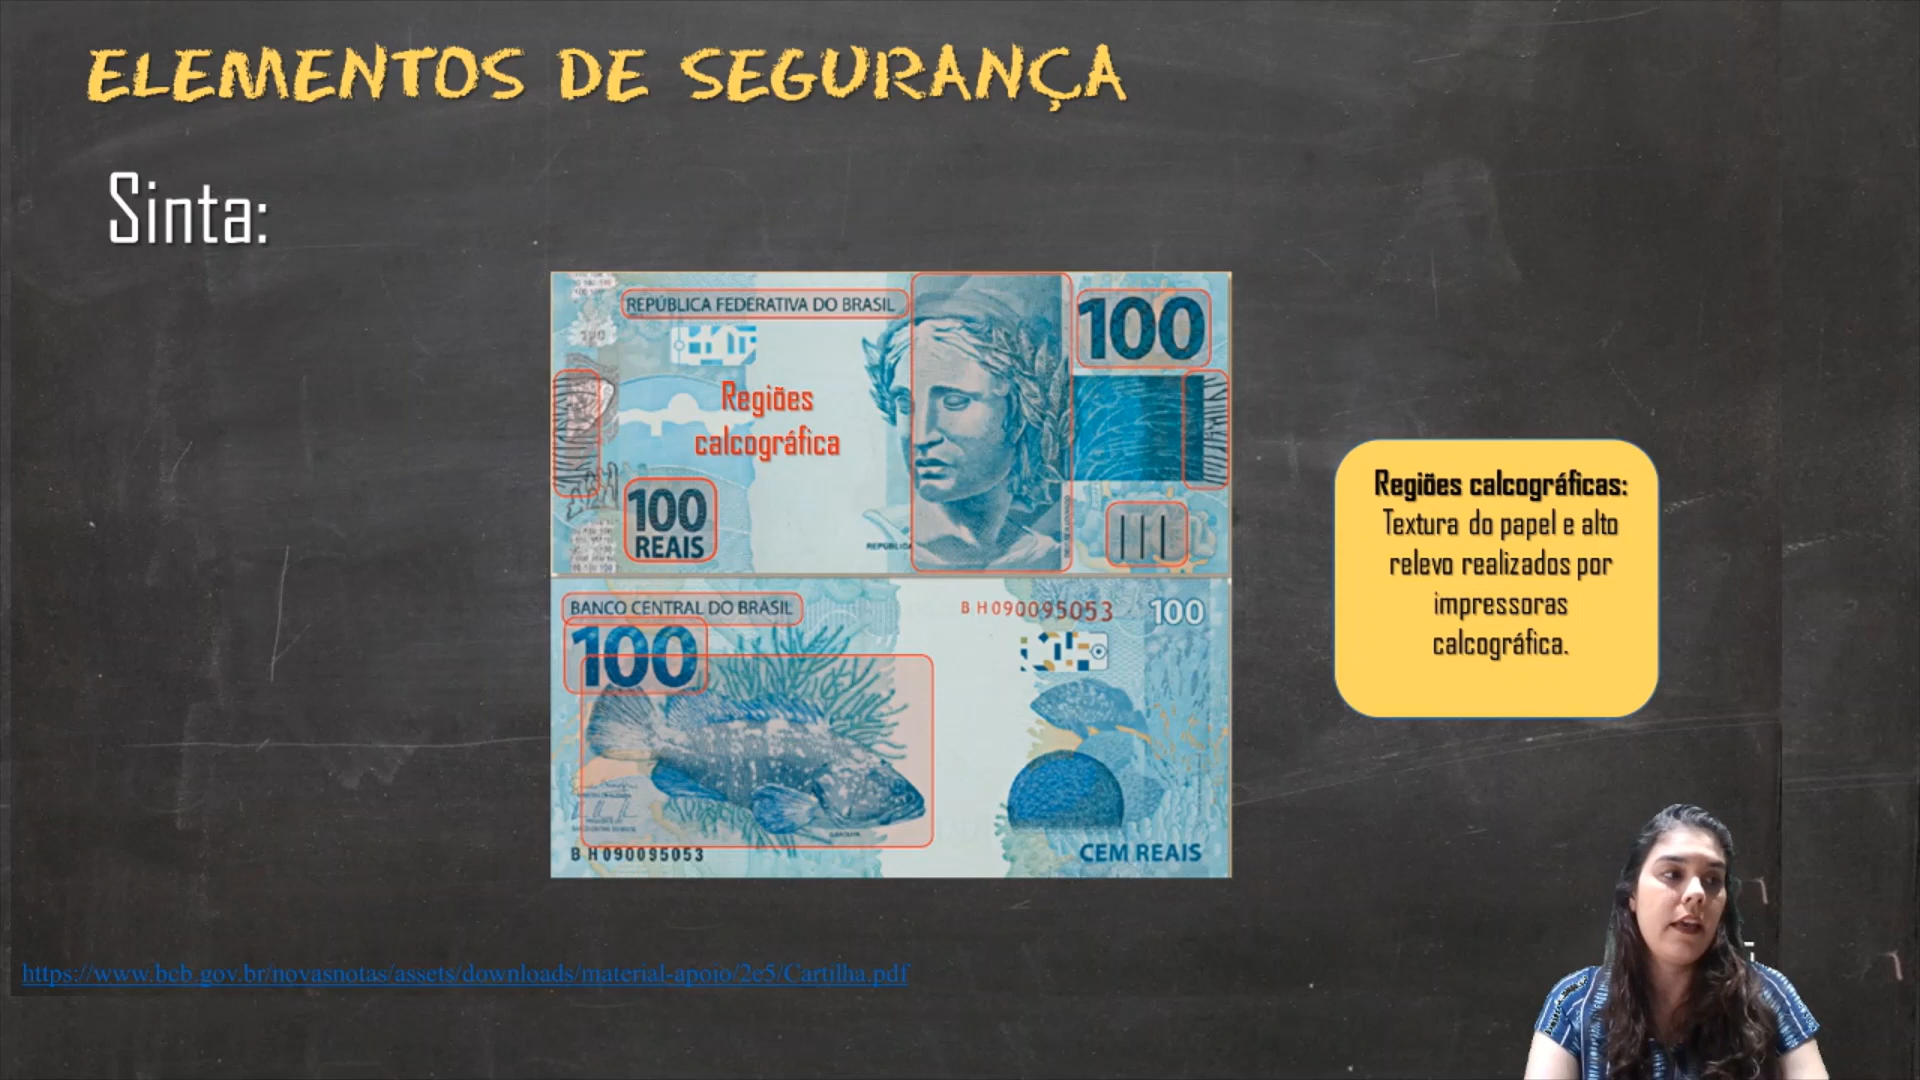 ELEMENTOS DE SEGURANÇA
Sinta:
REPÚBLICA FEDERATIVA DO BRASIL
100
Regiões
calcográfica
100
REAIS
BANCO CENTRAL DO BRASIL
100
B H 090095053
100
GAROUPA
B H 090095053
CEM REAIS
Regiões calcográficas:
Textura do papel e alto
relevo realizados por
impressoras
calcográfica.
https://www.bcb.gov.br/novasnotas/assets/downloads/material-apoio/2e5/Cartilha.pdf